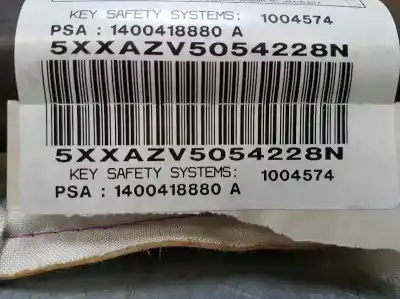 KEY SAFETY SYSTEMS: 1004574
PSA : 1400418880 A
5XXAZV5054228N
5XXAZV5054228N
KEY SAFETY SYSTEMS: 1004574
PSA : 1400418880 A